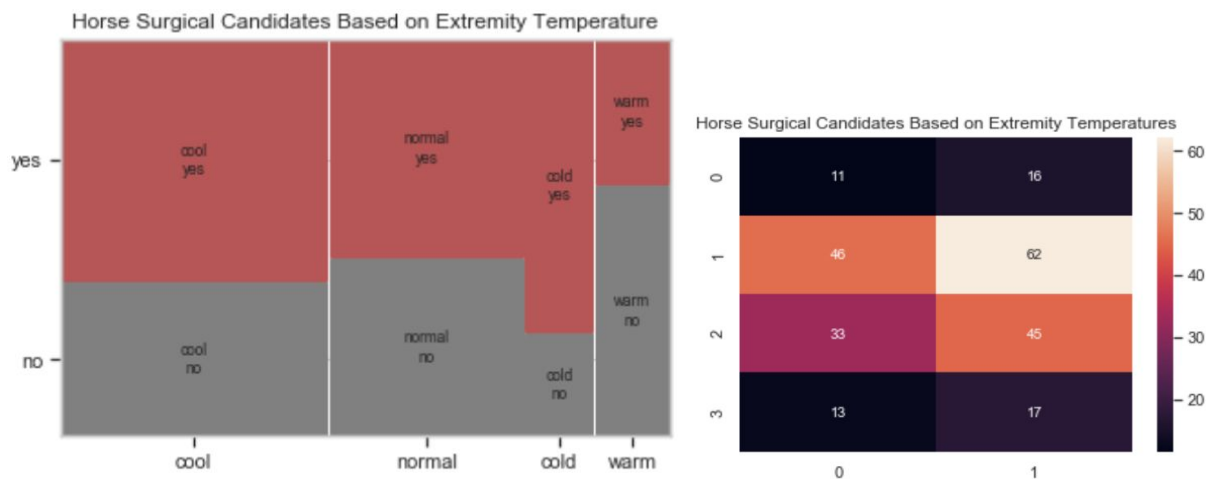 Horse Surgical Candidates Based on Extremity Temperature
yes
no
cool
yes
normal
yes
cold
yes
warm
yes
cool
no
normal
no
cold
no
warm
no
cool
normal
cold
warm
Horse Surgical Candidates Based on Extremity Temperatures
0
11
16
1
46
62
2
33
45
3
13
17
0
1
60
50
40
30
20